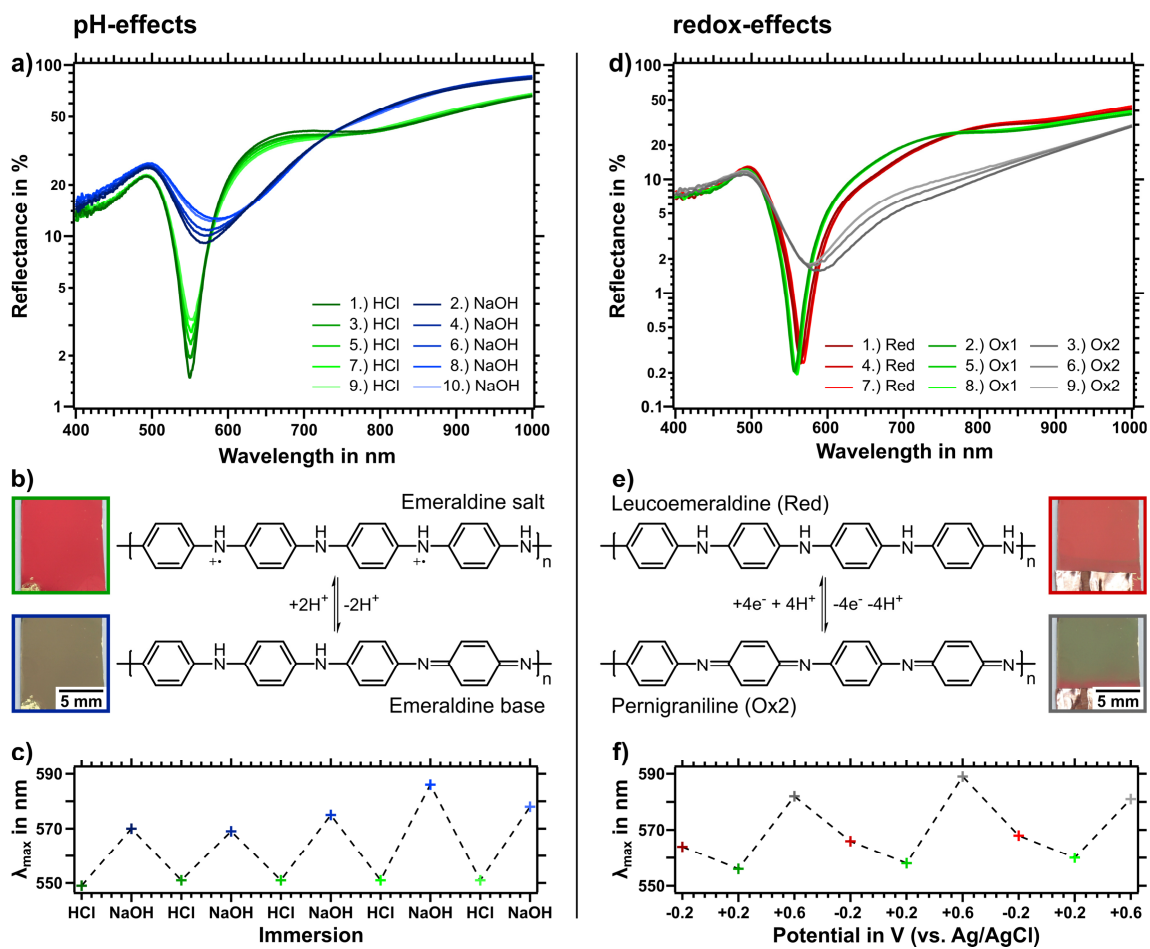 pH-effects
redox-effects
a)
100
50
20
10
5
2
1
Reflectance in %
1.) HCl
2.) NaOH
3.) HCl
4.) NaOH
5.) HCl
6.) NaOH
7.) HCl
8.) NaOH
9.) HCl
10.) NaOH
400 500 600 700 800 900 1000
Wavelength in nm
d)
100
50
20
10
5
2
1
0.5
0.2
0.1
Reflectance in %
1.) Red
2.) Ox1
3.) Ox2
4.) Red
5.) Ox1
6.) Ox2
7.) Red
8.) Ox1
9.) Ox2
400 500 600 700 800 900 1000
Wavelength in nm
b)
Emeraldine salt
H H H H
N N N N
+• +•
n
+2H+ -2H+
H H
N N N N
n
Emeraldine base
5 mm
e)
Leucoemeraldine (Red)
H H H H
N N N N
n
+4e- + 4H+ -4e- -4H+
N N N N
n
Pernigraniline (Ox2)
5 mm
c)
590
570
550
λmax in nm
HCl NaOH HCl NaOH HCl NaOH HCl NaOH HCl NaOH
Immersion
f)
590
570
550
λmax in nm
-0.2 +0.2 +0.6 -0.2 +0.2 +0.6 -0.2 +0.2 +0.6
Potential in V (vs. Ag/AgCl)